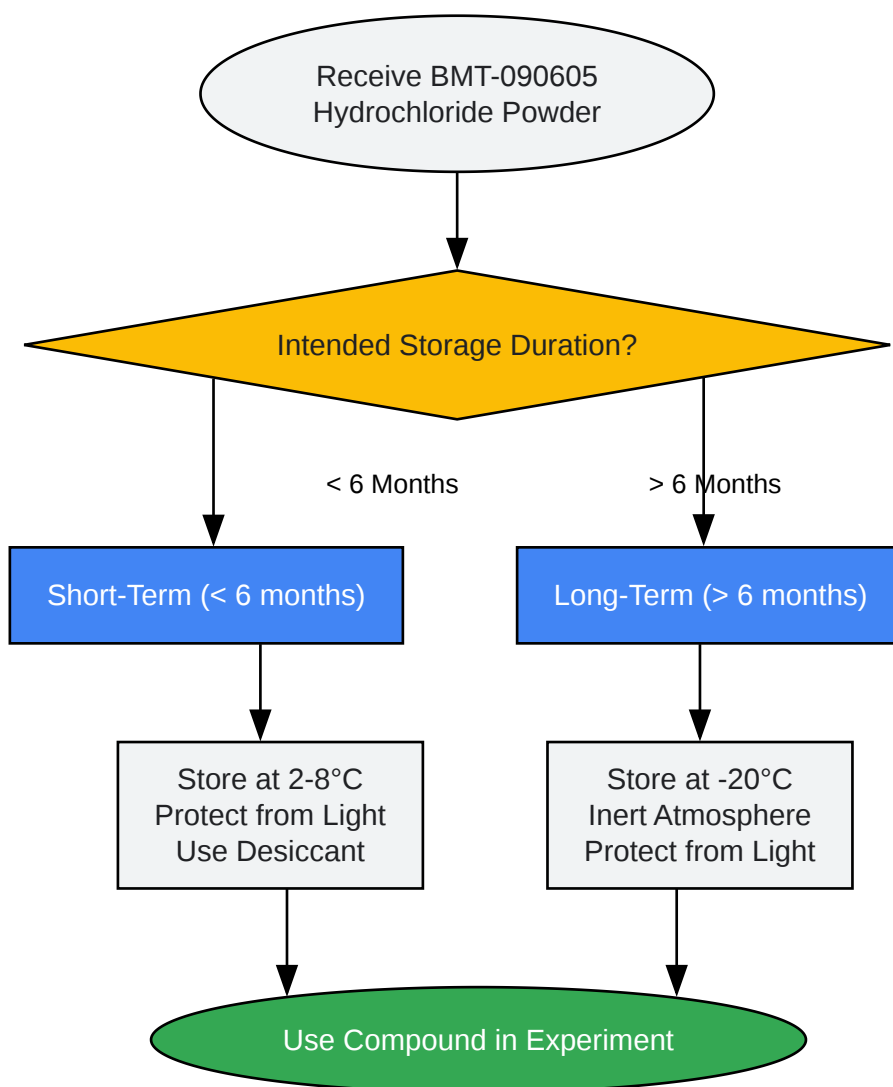 Receive BMT-090605
Hydrochloride Powder
Intended Storage Duration?
< 6 Months
> 6 Months
Short-Term (< 6 months)
Long-Term (> 6 months)
Store at 2-8°C
Protect from Light
Use Desiccant
Store at -20°C
Inert Atmosphere
Protect from Light
Use Compound in Experiment